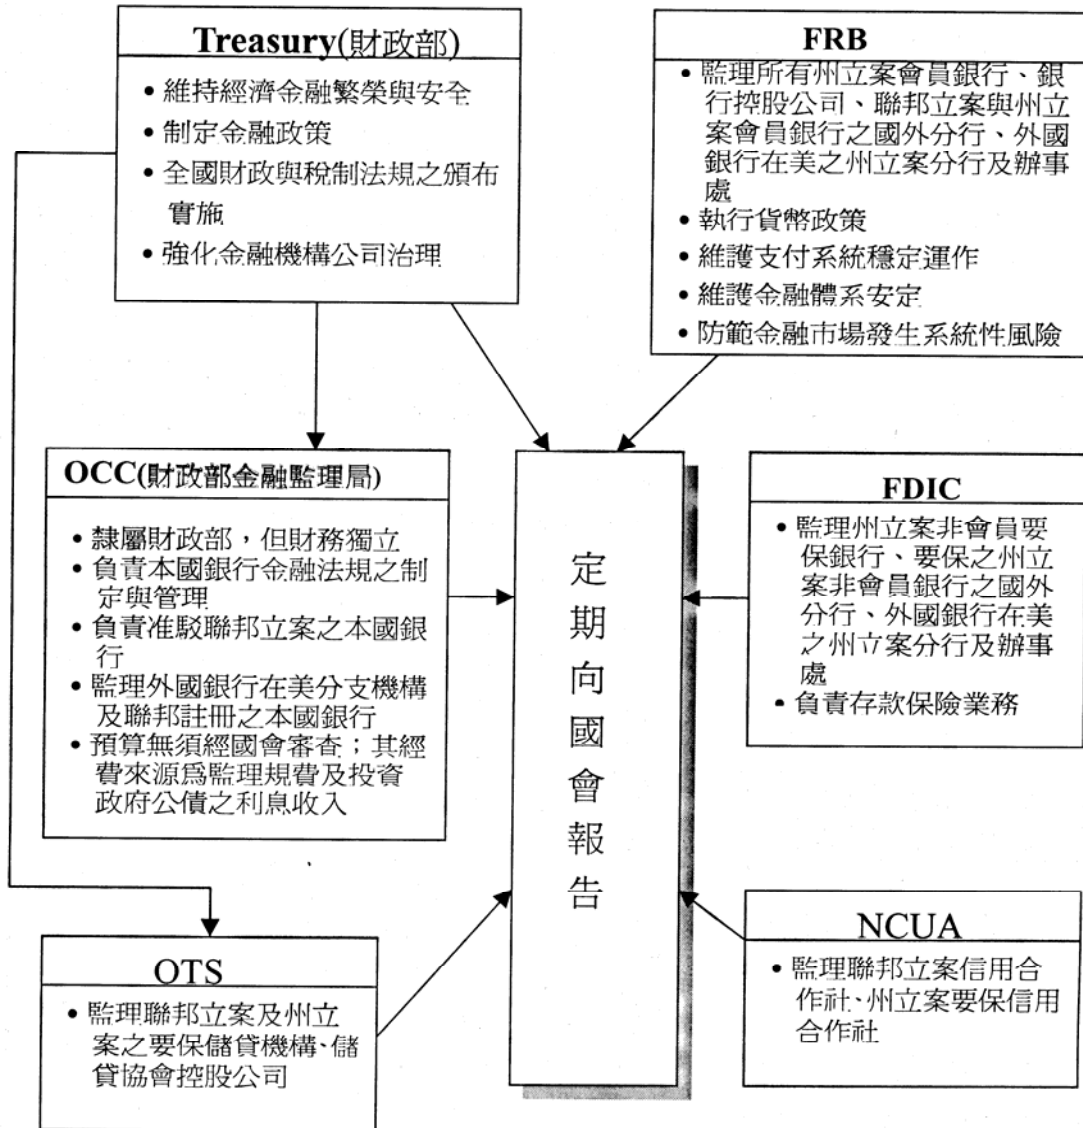 Treasury(財政部)
• 維持經濟金融繁榮與安全
• 制定金融政策
• 全國財政與稅制法規之頒布
實施
• 強化金融機構公司治理
FRB
• 監理所有州立案會員銀行、銀
行控股公司、聯邦立案與州立
案會員銀行之國外分行、外國
銀行在美之州立案分行及辦事
處
• 執行貨幣政策
• 維護支付系統穩定運作
• 維護金融體系安定
• 防範金融市場發生系統性風險
OCC(財政部金融監理局)
• 隸屬財政部，但財務獨立
• 負責本國銀行金融法規之制
定與管理
• 負責准駁聯邦立案之本國銀
行
• 監理外國銀行在美分支機構
及聯邦註冊之本國銀行
• 預算無須經國會審查；其經
費來源爲監理規費及投資
政府公債之利息收入
定期向國會報告
FDIC
• 監理州立案非會員要
保銀行、要保之州立
案非會員銀行之國外
分行、外國銀行在美
之州立案分行及辦事
處
• 負責存款保險業務
OTS
• 監理聯邦立案及州立
案之要保儲貸機構、儲
貸協會控股公司
NCUA
• 監理聯邦立案信用合
作社、州立案要保信用
合作社